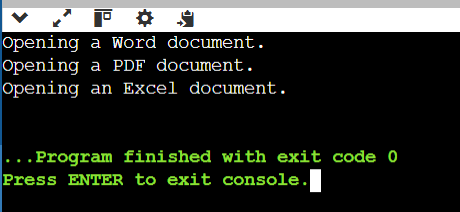 Opening a Word document.
Opening a PDF document.
Opening an Excel document.
...Program finished with exit code 0
Press ENTER to exit console.